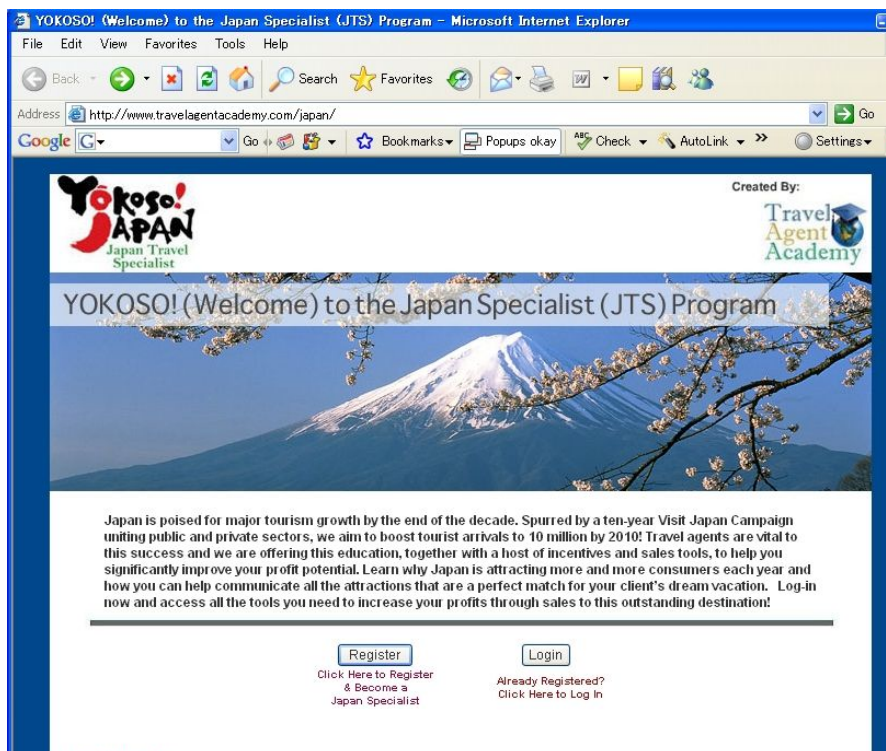 YOKOSO! (Welcome) to the Japan Specialist (JTS) Program - Microsoft Internet Explorer
File Edit View Favorites Tools Help
Back Search Favorites
Address http://www.travelagentacademy.com/japan/ Go
Google G Go Bookmarks Popups okay ABC Check AutoLink >> Settings
Yōkoso!
JAPAN
Japan Travel
Specialist
Created By:
Travel
Agent
Academy
YOKOSO! (Welcome) to the Japan Specialist (JTS) Program
Japan is poised for major tourism growth by the end of the decade. Spurred by a ten-year Visit Japan Campaign
uniting public and private sectors, we aim to boost tourist arrivals to 10 million by 2010! Travel agents are vital to
this success and we are offering this education, together with a host of incentives and sales tools, to help you
significantly improve your profit potential. Learn why Japan is attracting more and more consumers each year and
how you can help communicate all the attractions that are a perfect match for your client's dream vacation. Log-in
now and access all the tools you need to increase your profits through sales to this outstanding destination!
Register
Click Here to Register
& Become a
Japan Specialist
Login
Already Registered?
Click Here to Log In